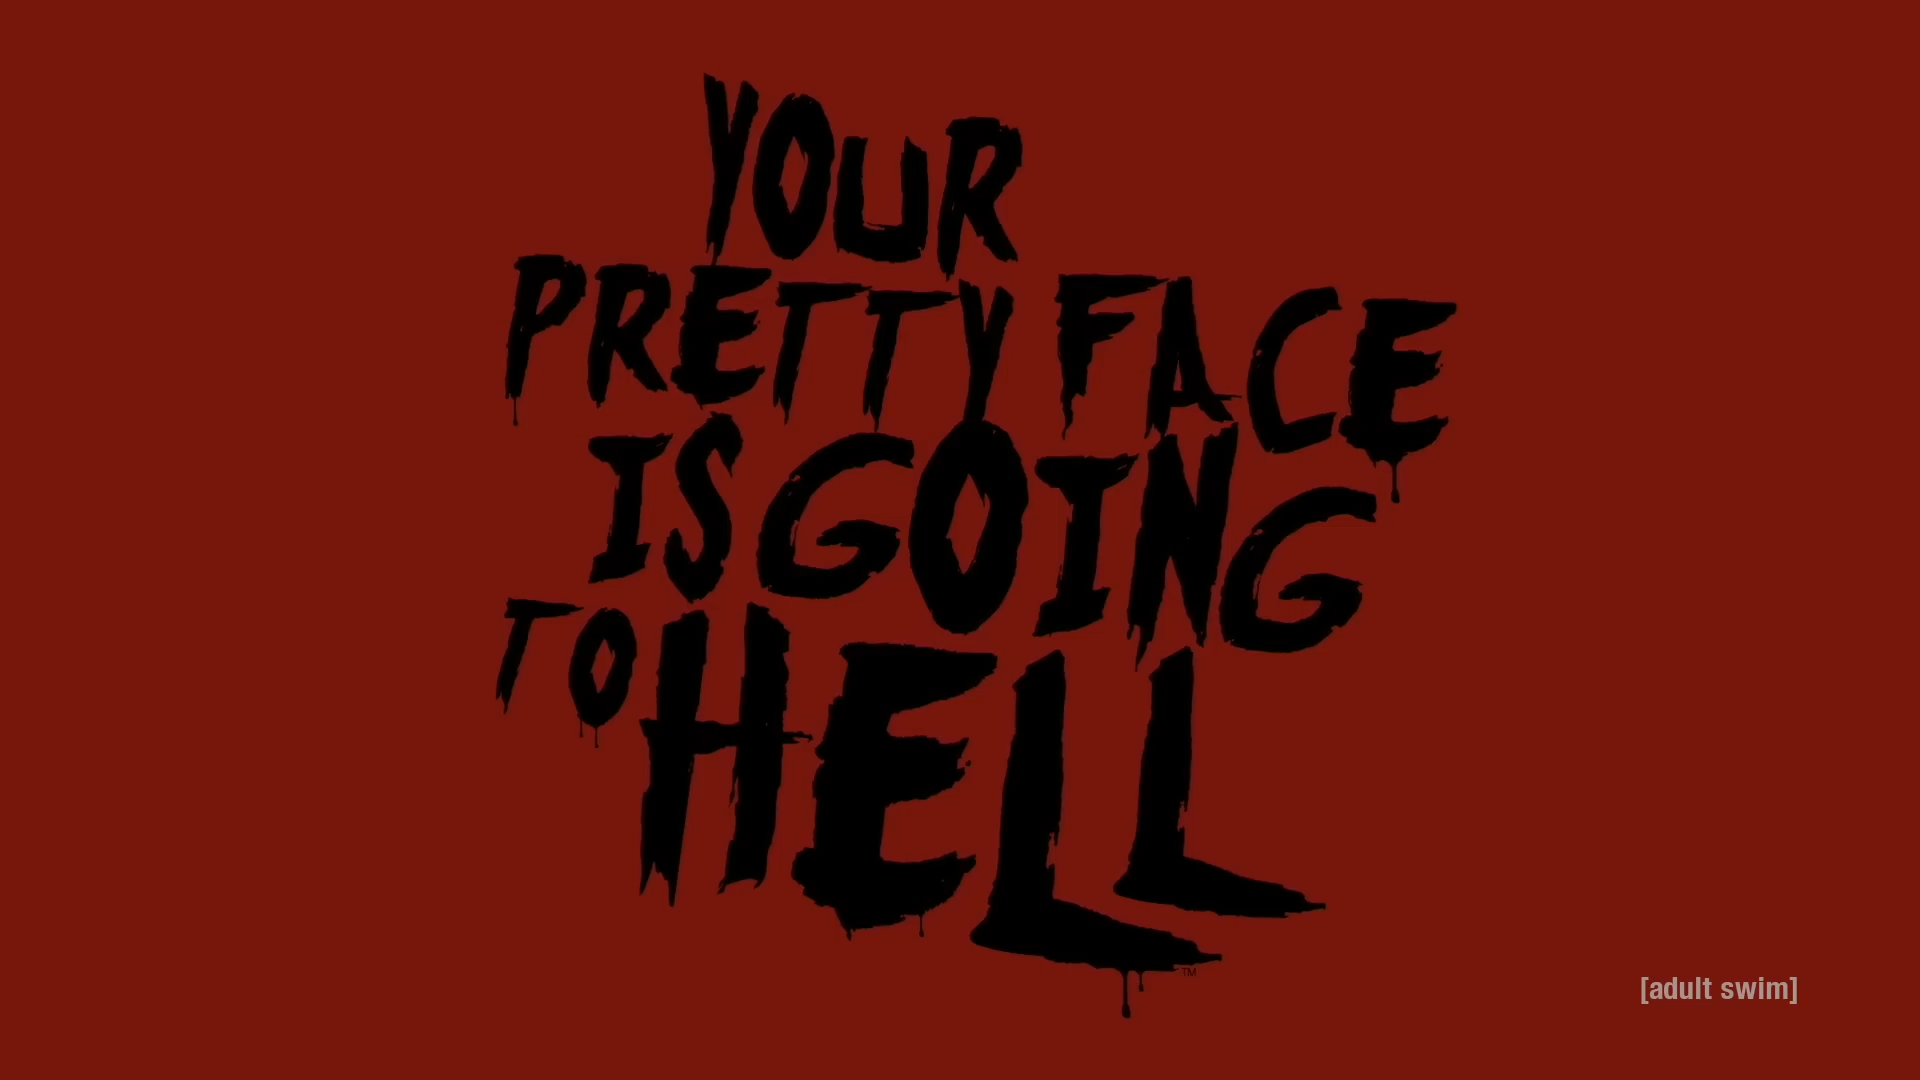 YOUR
PRETTY FACE
IS GOING
TO HELL
TM
[adult swim]